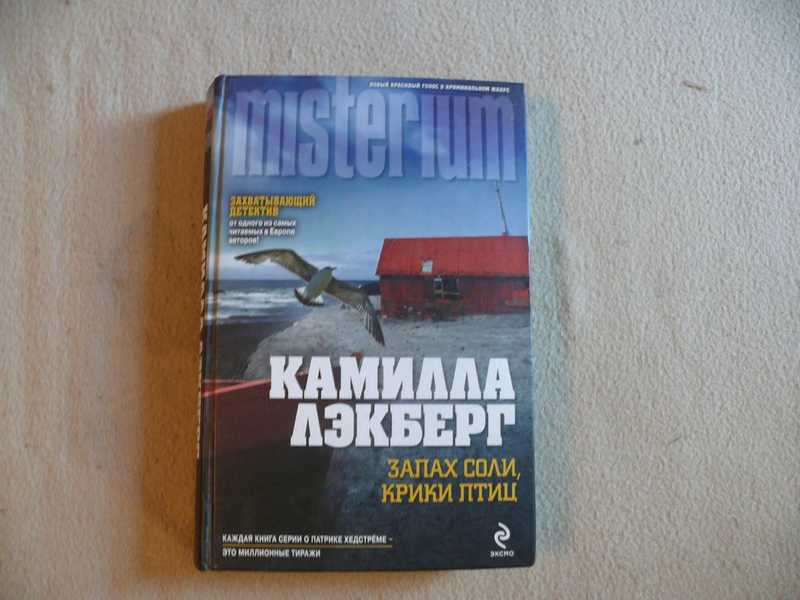 НОВЫЙ КРАСИВЫЙ ГОЛОС В КРИМИНАЛЬНОМ ЖАНРЕ
misterium
ЗАХВАТЫВАЮЩИЙ
ДЕТЕКТИВ
от одного из самых
читаемых в Европе
авторов!
КАМИЛЛА
ЛЭКБЕРГ
ЗАПАХ СОЛИ,
КРИКИ ПТИЦ
КАЖДАЯ КНИГА СЕРИИ О ПАТРИКЕ ХЕДСТРЁМЕ –
ЭТО МИЛЛИОННЫЕ ТИРАЖИ
ЭКСМО